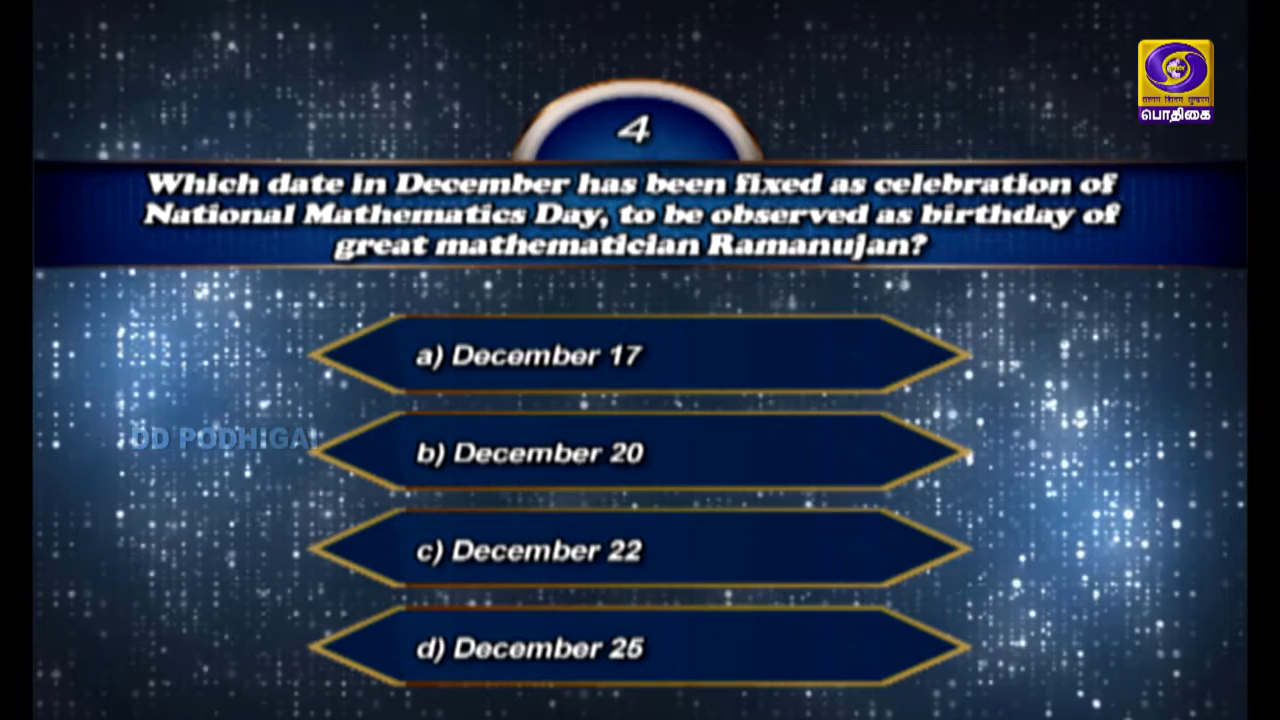 பொதிகை
4
Which date in December has been fixed as celebration of
National Mathematics Day, to be observed as birthday of
great mathematician Ramanujan?
a) December 17
b) December 20
DD PODHIGAI
c) December 22
d) December 25